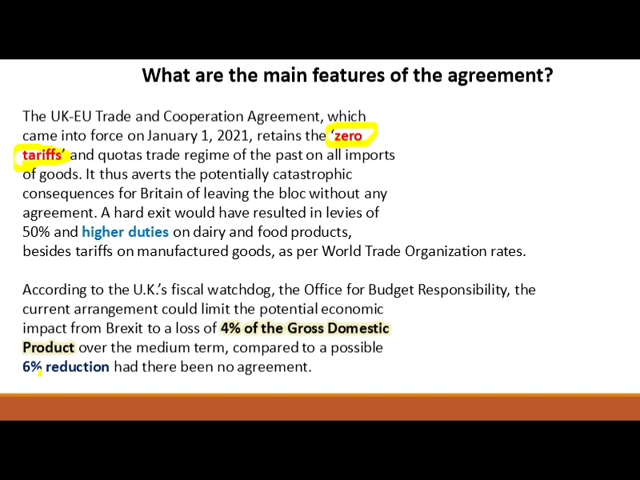 What are the main features of the agreement?
The UK-EU Trade and Cooperation Agreement, which
came into force on January 1, 2021, retains the ‘zero
tariffs’ and quotas trade regime of the past on all imports
of goods. It thus averts the potentially catastrophic
consequences for Britain of leaving the bloc without any
agreement. A hard exit would have resulted in levies of
50% and higher duties on dairy and food products,
besides tariffs on manufactured goods, as per World Trade Organization rates.
According to the U.K.’s fiscal watchdog, the Office for Budget Responsibility, the
current arrangement could limit the potential economic
impact from Brexit to a loss of 4% of the Gross Domestic
Product over the medium term, compared to a possible
6% reduction had there been no agreement.